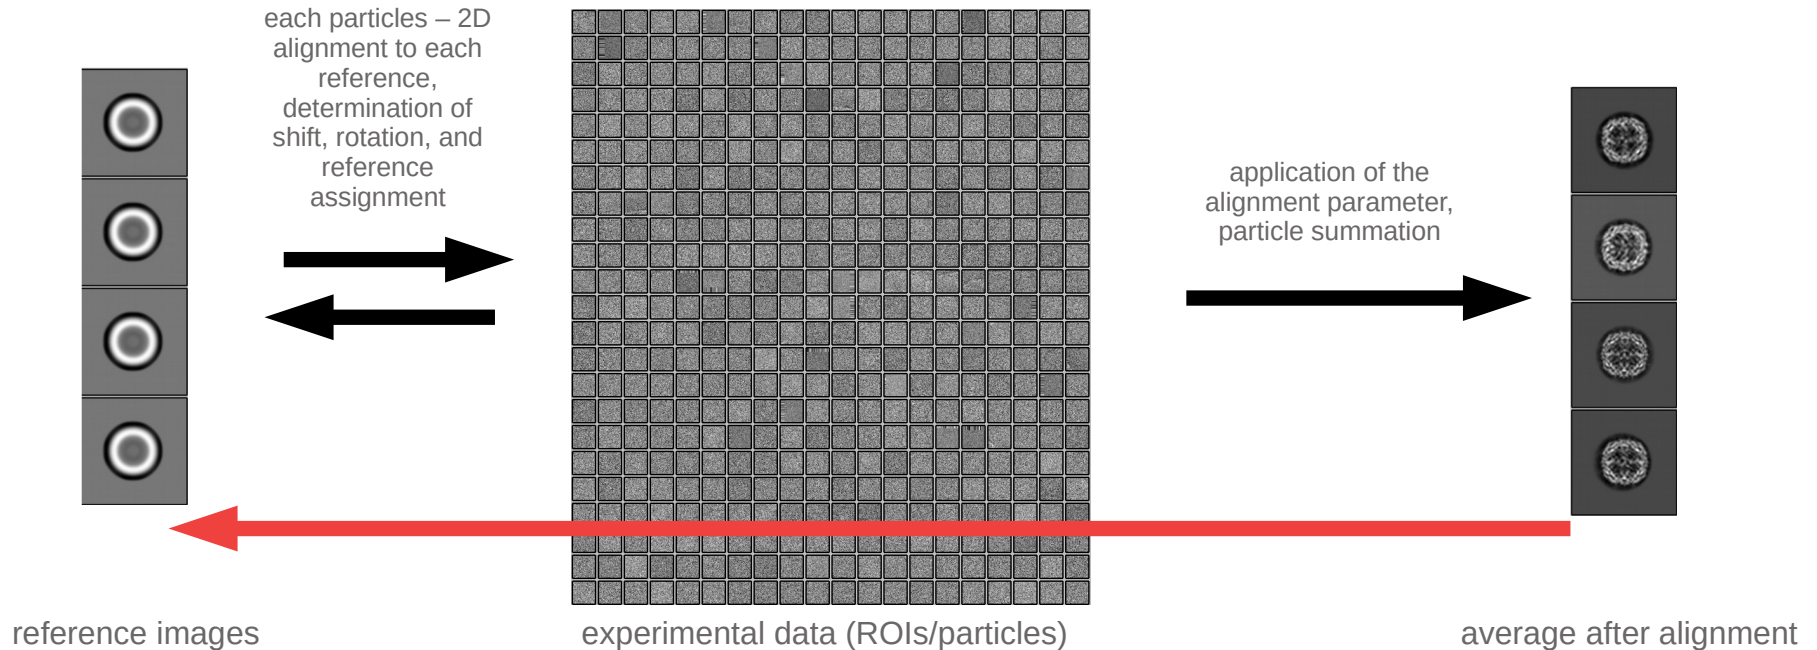 each particles – 2D
alignment to each
reference,
determination of
shift, rotation, and
reference
assignment
application of the
alignment parameter,
particle summation
reference images
experimental data (ROIs/particles)
average after alignment